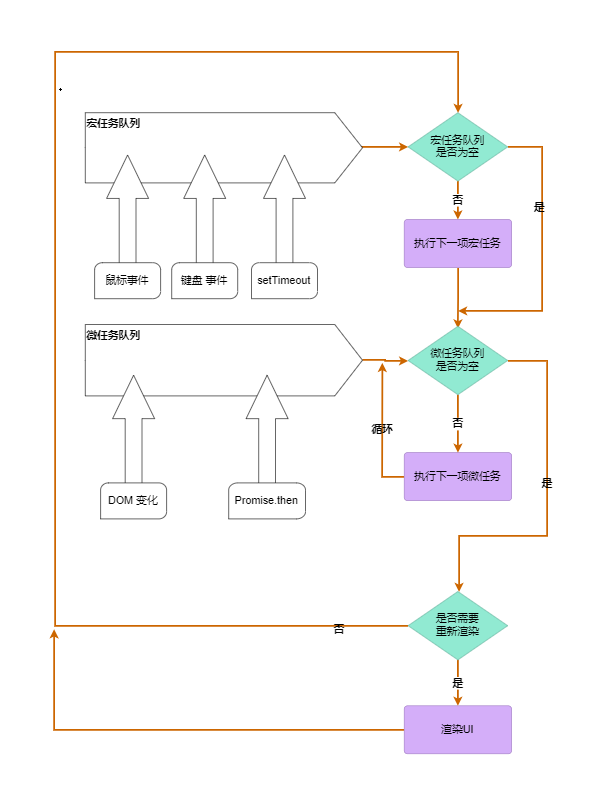 宏任务队列
宏任务队列
是否为空
否
是
执行下一项宏任务
鼠标事件
键盘 事件
setTimeout
微任务队列
微任务队列
是否为空
循环
否
执行下一项微任务
是
DOM 变化
Promise.then
是否需要
重新渲染
否
是
渲染UI